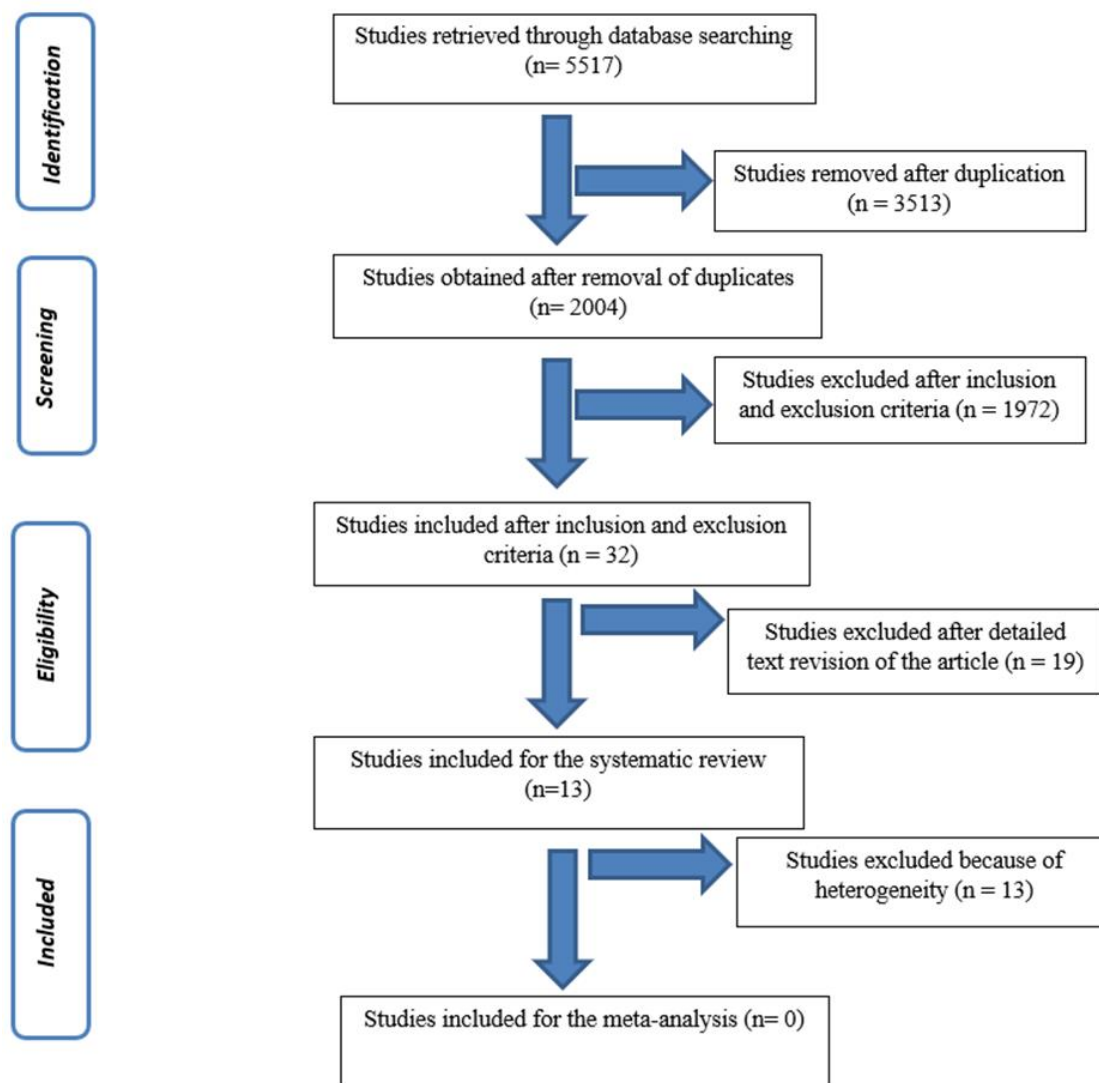 Identification
Studies retrieved through database searching
(n= 5517)
Studies removed after duplication
(n = 3513)
Screening
Studies obtained after removal of duplicates
(n= 2004)
Studies excluded after inclusion
and exclusion criteria (n = 1972)
Eligibility
Studies included after inclusion and exclusion
criteria (n = 32)
Studies excluded after detailed
text revision of the article (n = 19)
Studies included for the systematic review
(n=13)
Included
Studies excluded because of
heterogeneity (n = 13)
Studies included for the meta-analysis (n= 0)